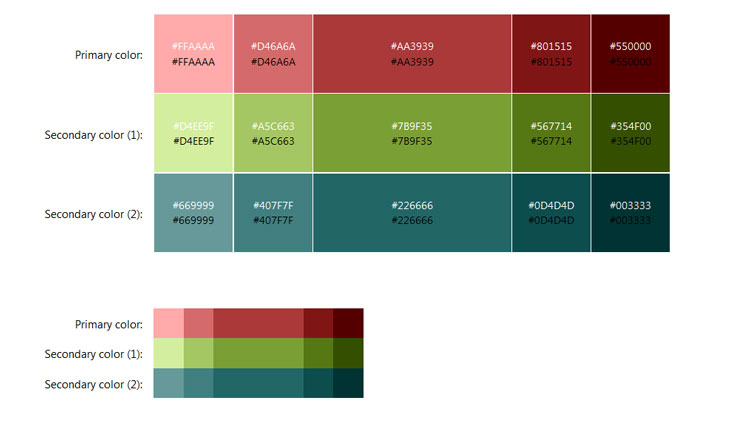 Primary color:
#FFAAAA #D46A6A #AA3939 #801515 #550000
#FFAAAA #D46A6A #AA3939 #801515 #550000
Secondary color (1):
#D4EE9F #A5C663 #7B9F35 #567714 #354F00
#D4EE9F #A5C663 #7B9F35 #567714 #354F00
Secondary color (2):
#669999 #407F7F #226666 #0D4D4D #003333
#669999 #407F7F #226666 #0D4D4D #003333
Primary color:
Secondary color (1):
Secondary color (2):